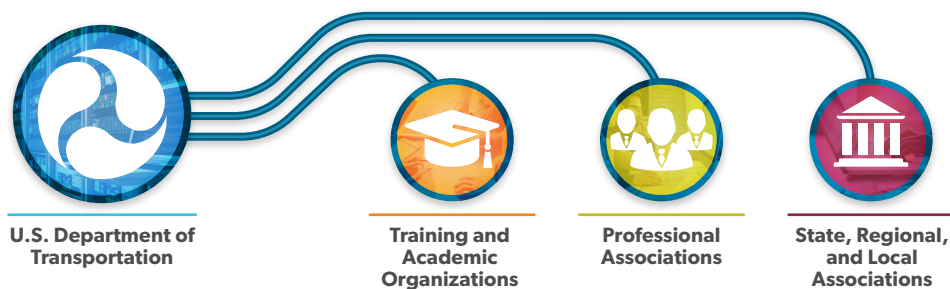 U.S. Department of
Transportation
Training and
Academic
Organizations
Professional
Associations
State, Regional,
and Local
Associations